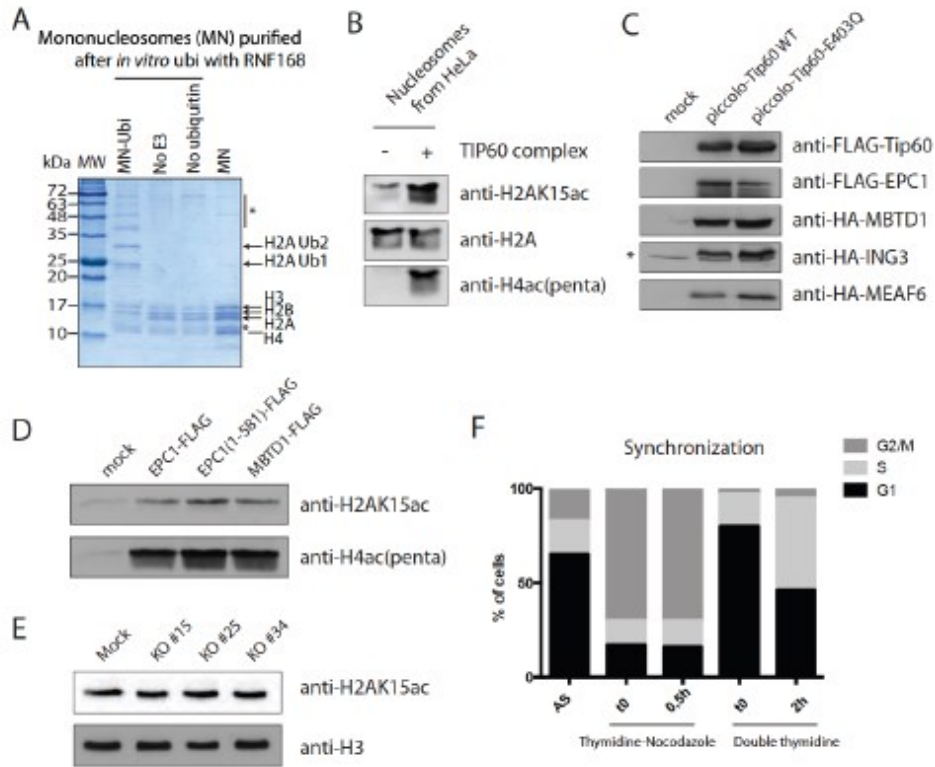 A
Mononucleosomes (MN) purified
after in vitro ubi with RNF168
kDa
MW
MN-Ubi
No E3
No ubiquitin
MN
72
63
48
35
25
20
17
10
*
H2A Ub2
H2A Ub1
H3
H2B
H2A
*
H4
B
Nucleosomes
from HeLa
- + TIP60 complex
anti-H2AK15ac
anti-H2A
anti-H4ac(penta)
C
mock
piccolo-Tip60 WT
piccolo-Tip60-E403Q
anti-FLAG-Tip60
anti-FLAG-EPC1
anti-HA-MBTD1
* anti-HA-ING3
anti-HA-MEAF6
D
mock
EPC1-FLAG
EPC1(1-581)-FLAG
MBTD1-FLAG
anti-H2AK15ac
anti-H4ac(penta)
E
Mock
KO #15
KO #25
KO #34
anti-H2AK15ac
anti-H3
F
Synchronization
G2/M
S
G1
% of cells
100
50
0
AS
t0
0.5h
t0
2h
Thymidine-Nocodazole
Double thymidine